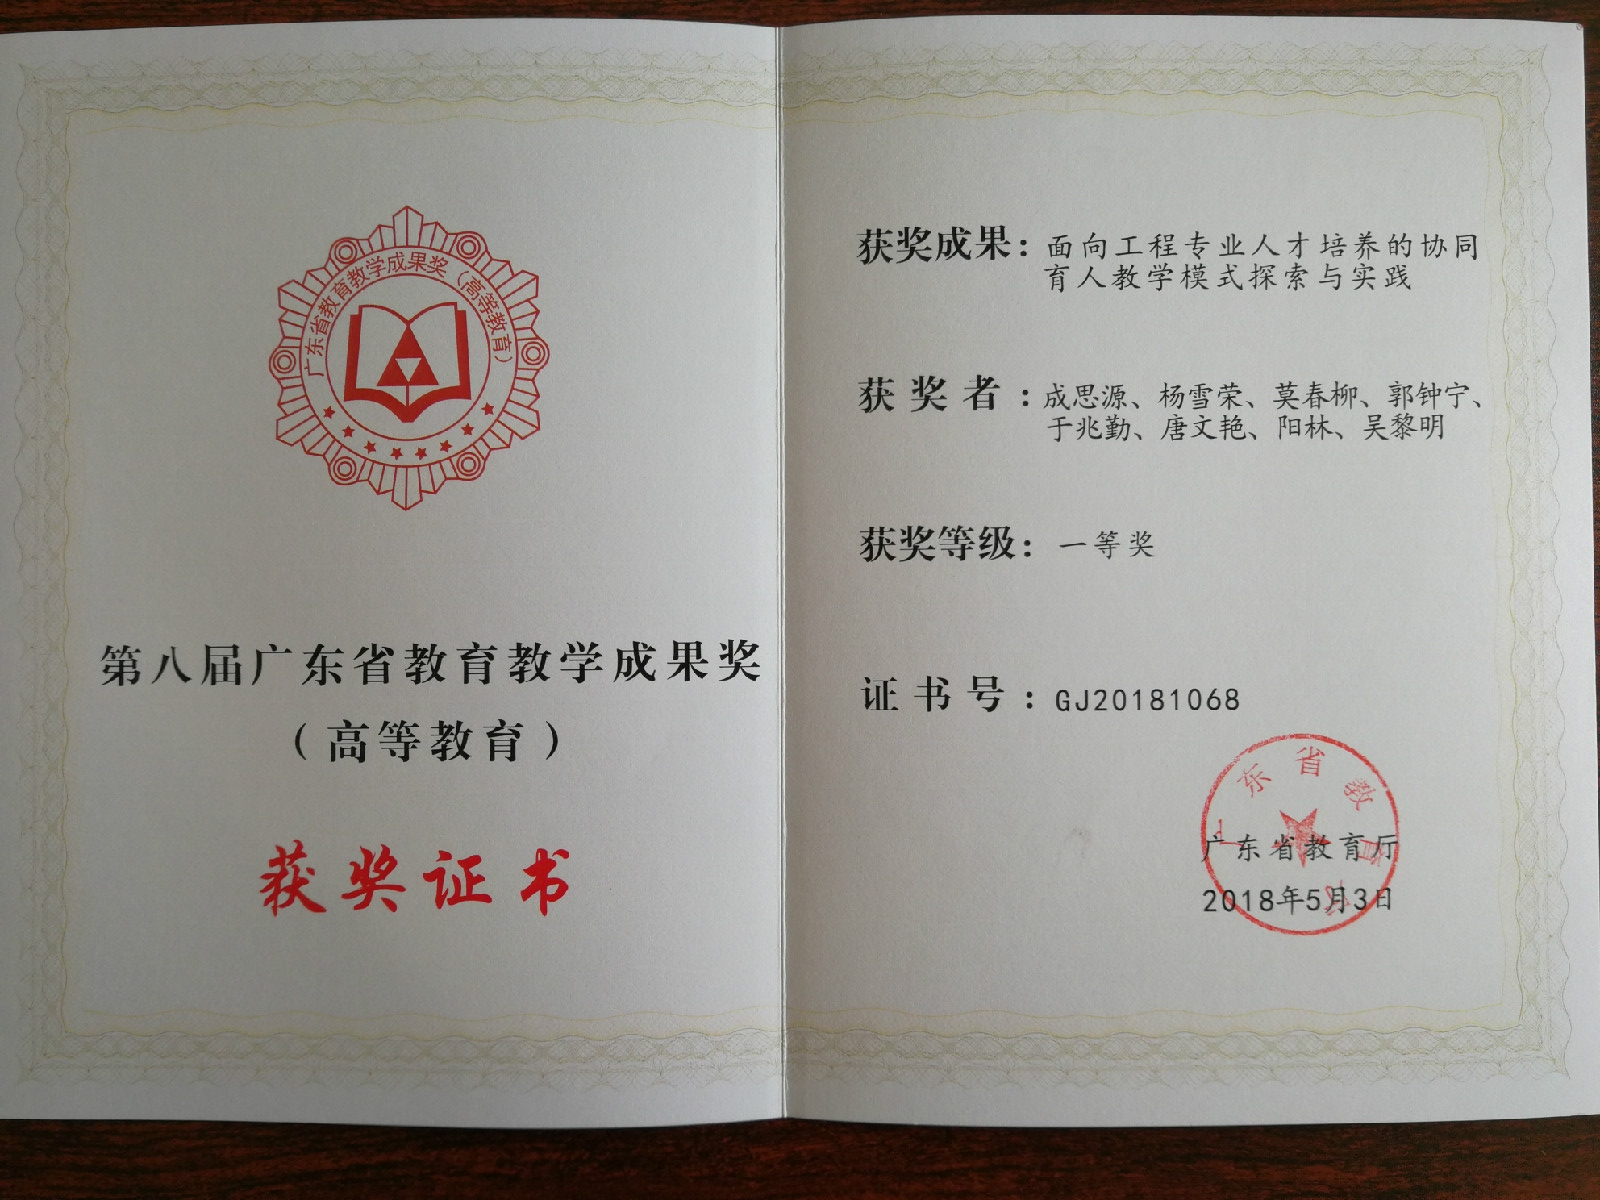 广东省教育教学成果奖（高等教育）
第八届广东省教育教学成果奖
（高等教育）
获奖证书
获奖成果：面向工程专业人才培养的协同
育人教学模式探索与实践
获奖者：成思源、杨雪荣、莫春柳、郭钟宁、
于兆勤、唐文艳、阳林、吴黎明
获奖等级：一等奖
证书号：GJ20181068
广东省教育厅
广东省教育厅
2018年5月3日